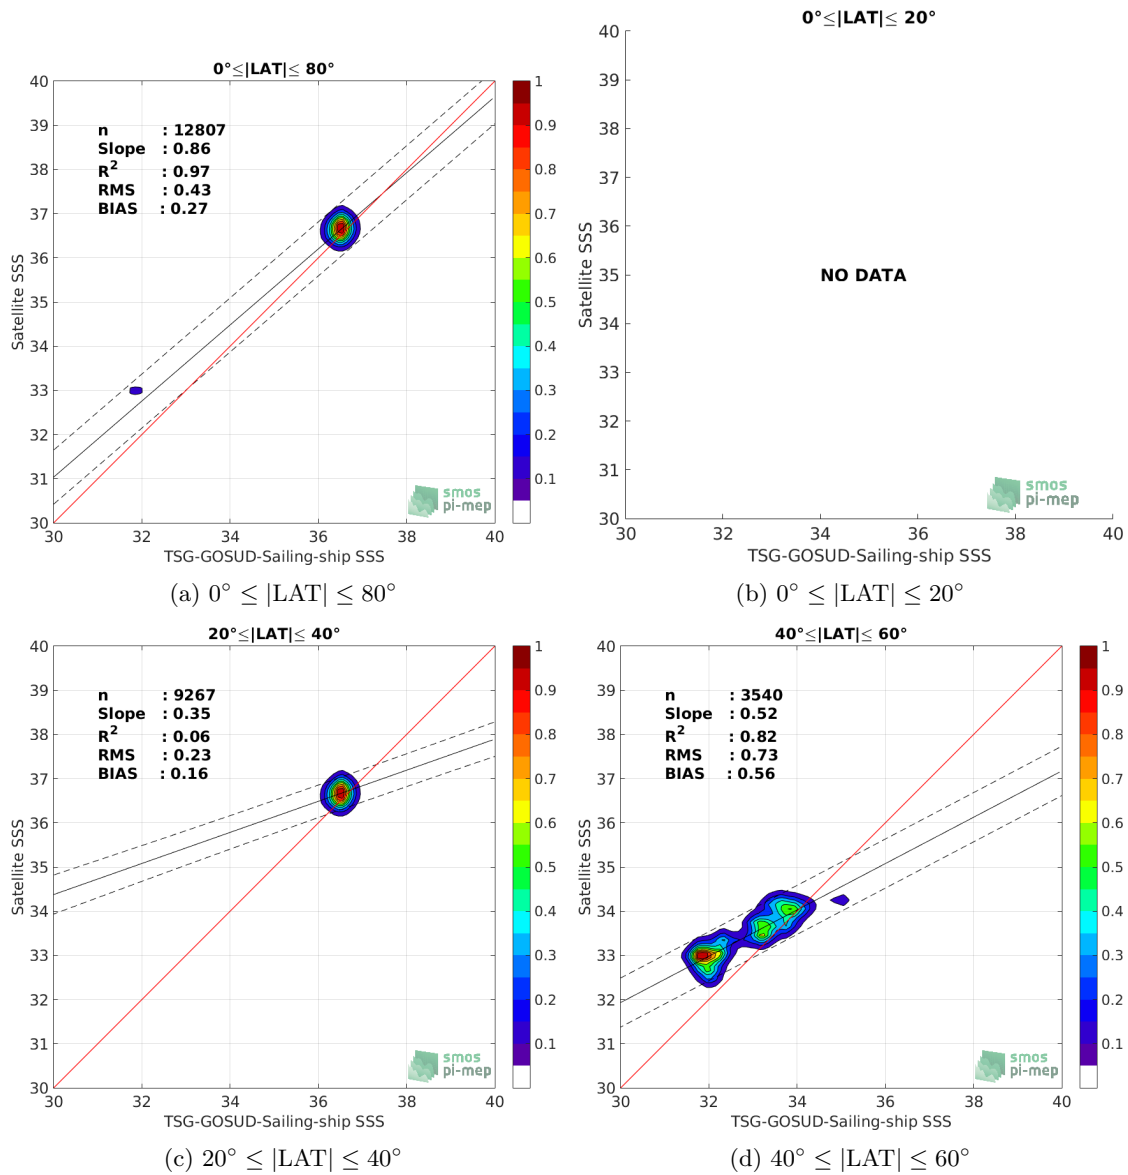 0°≤|LAT|≤ 80°
40
39
38
37
36
35
34
33
32
31
30
30 32 34 36 38 40
Satellite SSS
TSG-GOSUD-Sailing-ship SSS
n : 12807
Slope : 0.86
R² : 0.97
RMS : 0.43
BIAS : 0.27
1
0.9
0.8
0.7
0.6
0.5
0.4
0.3
0.2
0.1
smos
pi-mep
(a) 0° ≤ |LAT| ≤ 80°
0°≤|LAT|≤ 20°
40
39
38
37
36
35
34
33
32
31
30
30 32 34 36 38 40
Satellite SSS
TSG-GOSUD-Sailing-ship SSS
NO DATA
smos
pi-mep
(b) 0° ≤ |LAT| ≤ 20°
20°≤|LAT|≤ 40°
40
39
38
37
36
35
34
33
32
31
30
30 32 34 36 38 40
Satellite SSS
TSG-GOSUD-Sailing-ship SSS
n : 9267
Slope : 0.35
R² : 0.06
RMS : 0.23
BIAS : 0.16
1
0.9
0.8
0.7
0.6
0.5
0.4
0.3
0.2
0.1
smos
pi-mep
(c) 20° ≤ |LAT| ≤ 40°
40°≤|LAT|≤ 60°
40
39
38
37
36
35
34
33
32
31
30
30 32 34 36 38 40
Satellite SSS
TSG-GOSUD-Sailing-ship SSS
n : 3540
Slope : 0.52
R² : 0.82
RMS : 0.73
BIAS : 0.56
1
0.9
0.8
0.7
0.6
0.5
0.4
0.3
0.2
0.1
smos
pi-mep
(d) 40° ≤ |LAT| ≤ 60°